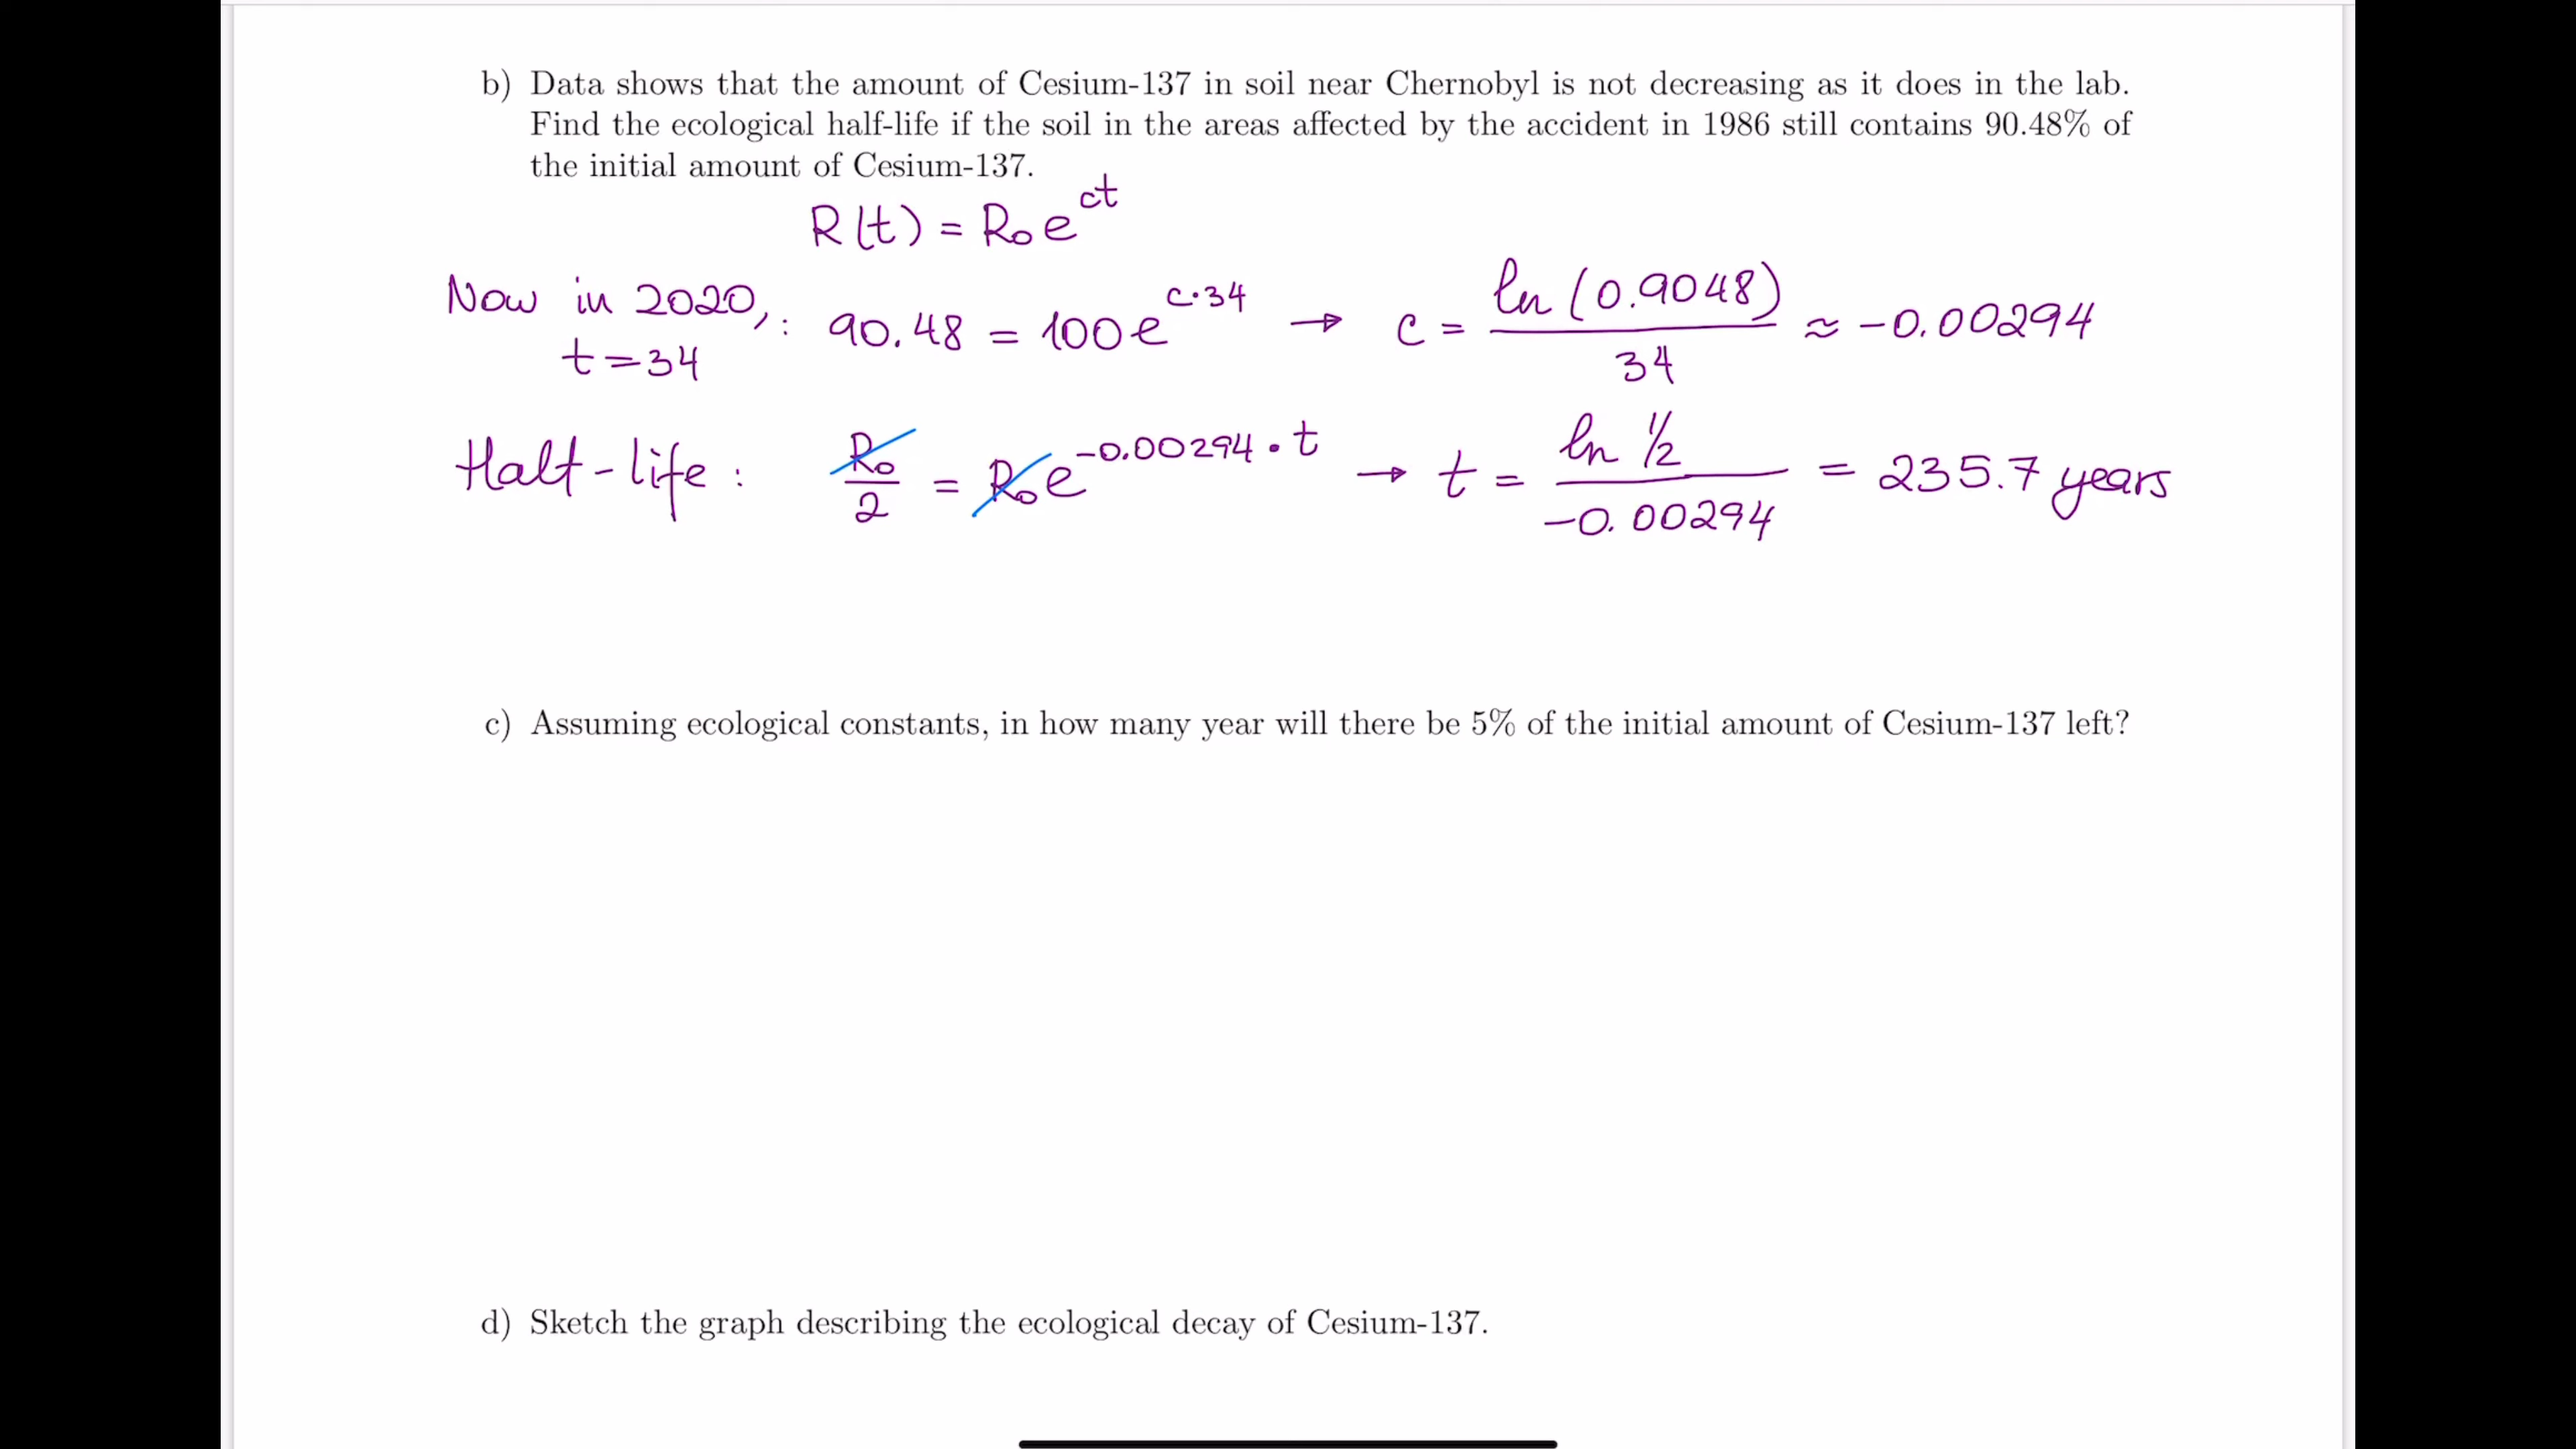 b) Data shows that the amount of Cesium-137 in soil near Chernobyl is not decreasing as it does in the lab.
Find the ecological half-life if the soil in the areas affected by the accident in 1986 still contains 90.48% of
the initial amount of Cesium-137.
R(t) = R₀e^(ct)
Now in 2020, t = 34 : 90.48 = 100e^(c·34) → c = ln(0.9048)/34 ≈ -0.00294
Half-life : R₀/2 = R₀e^(-0.00294·t) → t = ln ½/-0.00294 = 235.7 years
c) Assuming ecological constants, in how many year will there be 5% of the initial amount of Cesium-137 left?
d) Sketch the graph describing the ecological decay of Cesium-137.